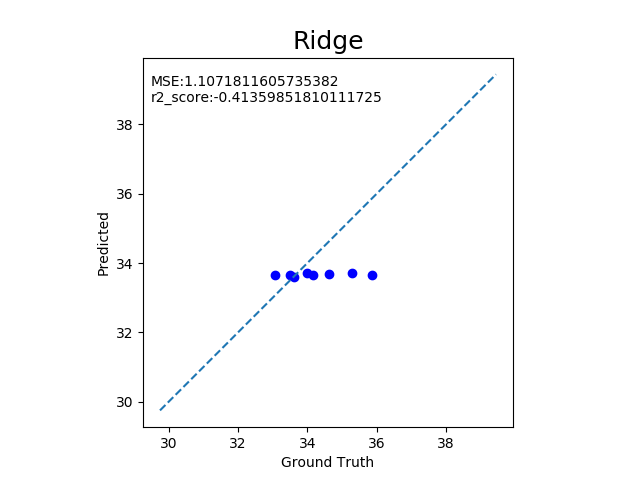 Ridge
MSE:1.1071811605735382
r2_score:-0.41359851810111725
38
36
34
32
30
Predicted
30 32 34 36 38
Ground Truth